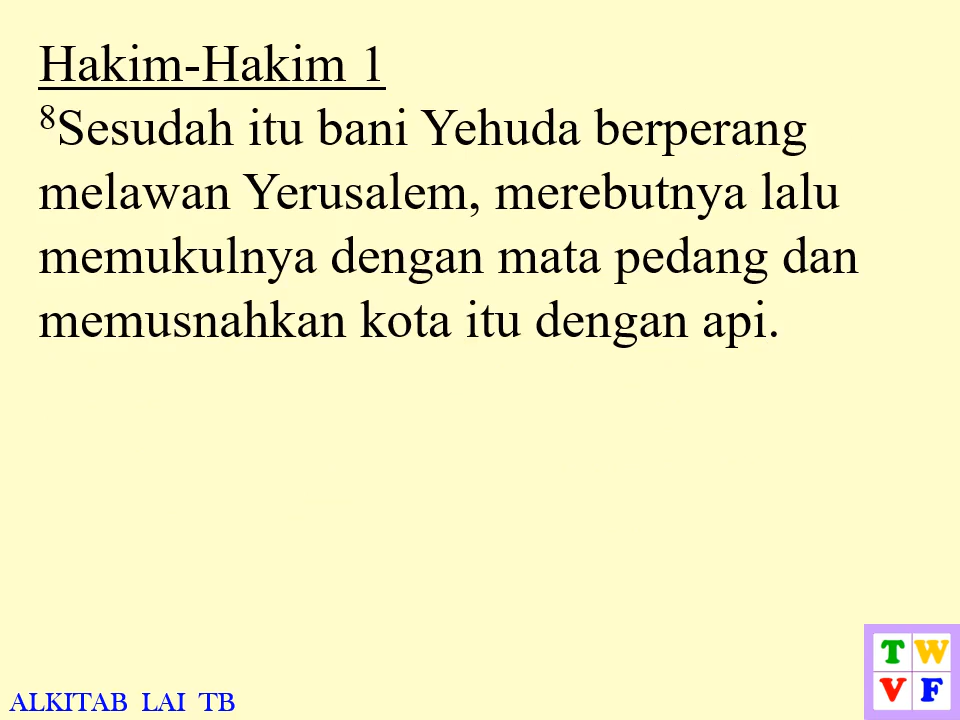 Hakim-Hakim 1
⁸Sesudah itu bani Yehuda berperang
melawan Yerusalem, merebutnya lalu
memukulnya dengan mata pedang dan
memusnahkan kota itu dengan api.
T W
V F
ALKITAB LAI TB